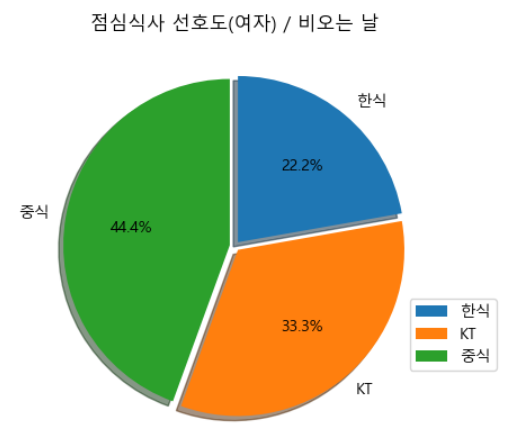 점심식사 선호도(여자) / 비오는 날
한식
22.2%
중식
44.4%
33.3%
KT
한식
KT
중식